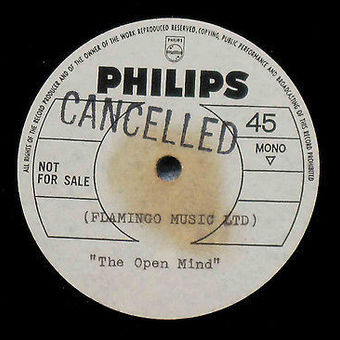 ALL RIGHTS OF THE RECORD PRODUCER AND OF THE OWNER OF THE WORK REPRODUCED RESERVED. COPYING, PUBLIC PERFORMANCE AND BROADCASTING OF THIS RECORD PROHIBITED
PHILIPS
PHILIPS
CANCELLED
45
NOT
FOR SALE
MONO
(FLAMINGO MUSIC LTD)
"The Open Mind"